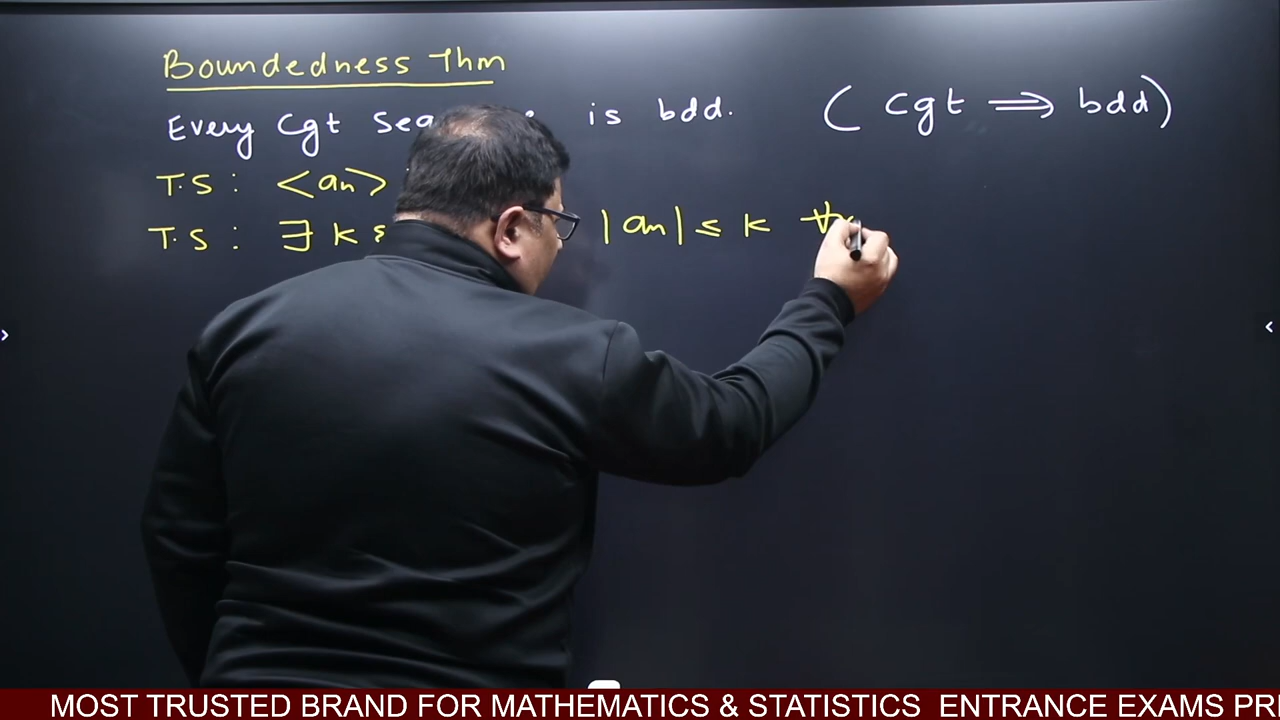 Boundedness Thm
Every Cgt is bdd. ( Cgt ⟹ bdd)
T.S : <an>
T.S : ∃ K ε |an| ≤ K ∀
MOST TRUSTED BRAND FOR MATHEMATICS & STATISTICS ENTRANCE EXAMS PR